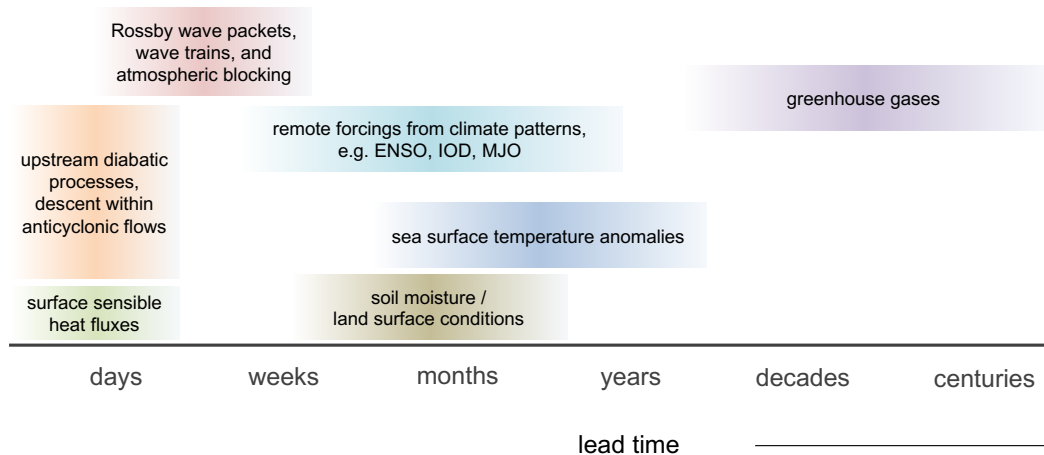 Rossby wave packets,
wave trains, and
atmospheric blocking
greenhouse gases
remote forcings from climate patterns,
e.g. ENSO, IOD, MJO
upstream diabatic
processes,
descent within
anticyclonic flows
sea surface temperature anomalies
surface sensible
heat fluxes
soil moisture /
land surface conditions
days weeks months years decades centuries
lead time